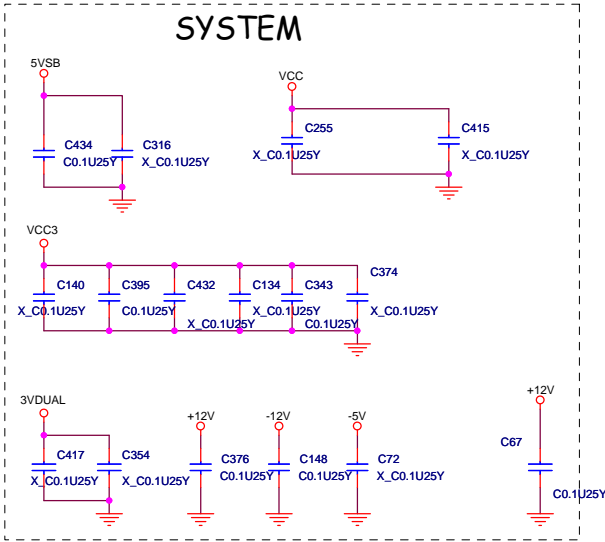 SYSTEM
5VSB
VCC
C434
C0.1U25Y
C316
X_C0.1U25Y
C255
X_C0.1U25Y
C415
X_C0.1U25Y
VCC3
C140
X_C0.1U25Y
C395
C0.1U25Y
C432
X_C0.1U25Y
C134
X_C0.1U25Y
C343
C0.1U25Y
C374
X_C0.1U25Y
3VDUAL
+12V
-12V
-5V
+12V
C417
X_C0.1U25Y
C354
X_C0.1U25Y
C376
C0.1U25Y
C148
C0.1U25Y
C72
X_C0.1U25Y
C67
C0.1U25Y